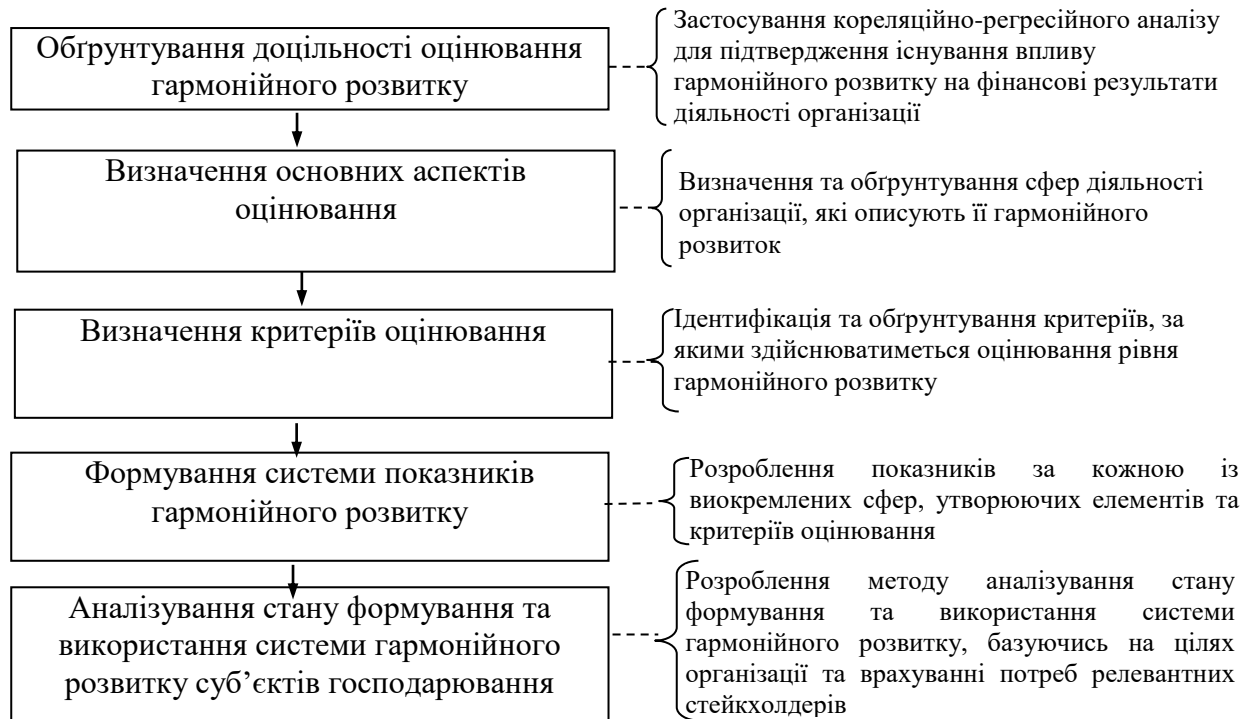 Обґрунтування доцільності оцінювання
гармонійного розвитку
Застосування кореляційно-регресійного аналізу
для підтвердження існування впливу
гармонійного розвитку на фінансові результати
діяльності організації
Визначення основних аспектів
оцінювання
Визначення та обґрунтування сфер діяльності
організації, які описують її гармонійного
розвиток
Визначення критеріїв оцінювання
Ідентифікація та обґрунтування критеріїв, за
якими здійснюватиметься оцінювання рівня
гармонійного розвитку
Формування системи показників
гармонійного розвитку
Розроблення показників за кожною із
виокремлених сфер, утворюючих елементів та
критеріїв оцінювання
Аналізування стану формування та
використання системи гармонійного
розвитку суб’єктів господарювання
Розроблення методу аналізування стану
формування та використання системи
гармонійного розвитку, базуючись на цілях
організації та врахуванні потреб релевантних
стейкхолдерів